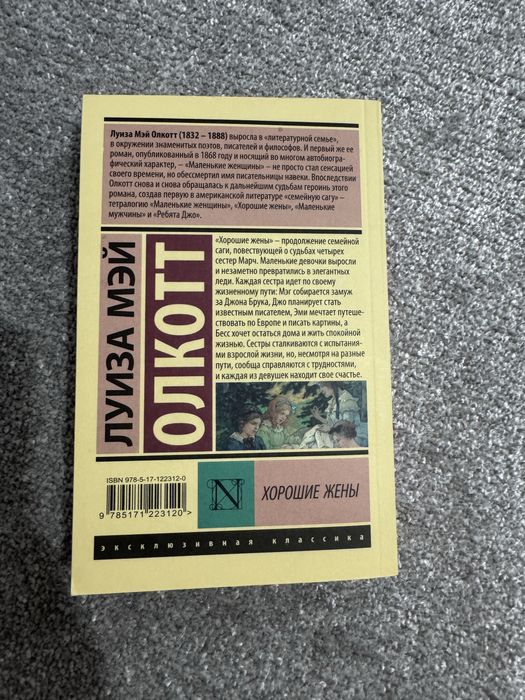 Луиза Мэй Олкотт (1832 – 1888) выросла в «литературной семье»,
в окружении знаменитых поэтов, писателей и философов. И первый же ее
роман, опубликованный в 1868 году и носящий во многом автобиогра-
фический характер, – «Маленькие женщины» – не просто стал сенсацией
своего времени, но обессмертил имя писательницы навеки. Впоследствии
Олкотт снова и снова обращалась к дальнейшим судьбам героинь этого
романа, создав первую в американской литературе «семейную сагу» –
тетралогию «Маленькие женщины», «Хорошие жены», «Маленькие
мужчины» и «Ребята Джо».
ЛУИЗА МЭЙ
ОЛКОТТ
«Хорошие жены» – продолжение семейной
саги, повествующей о судьбах четырех
сестер Марч. Маленькие девочки выросли
и незаметно превратились в элегантных
леди. Каждая сестра идет по своему
жизненному пути: Мэг собирается замуж
за Джона Брука, Джо планирует стать
известным писателем, Эми мечтает путеше-
ствовать по Европе и писать картины, а
Бесс хочет остаться дома и жить спокойной
жизнью. Сестры сталкиваются с испытания-
ми взрослой жизни, но, несмотря на разные
пути, сообща справляются с трудностями,
и каждая из девушек находит свое счастье.
ISBN 978-5-17-122312-0
9 785171 223120 >
N
ХОРОШИЕ ЖЕНЫ
эксклюзивная классика